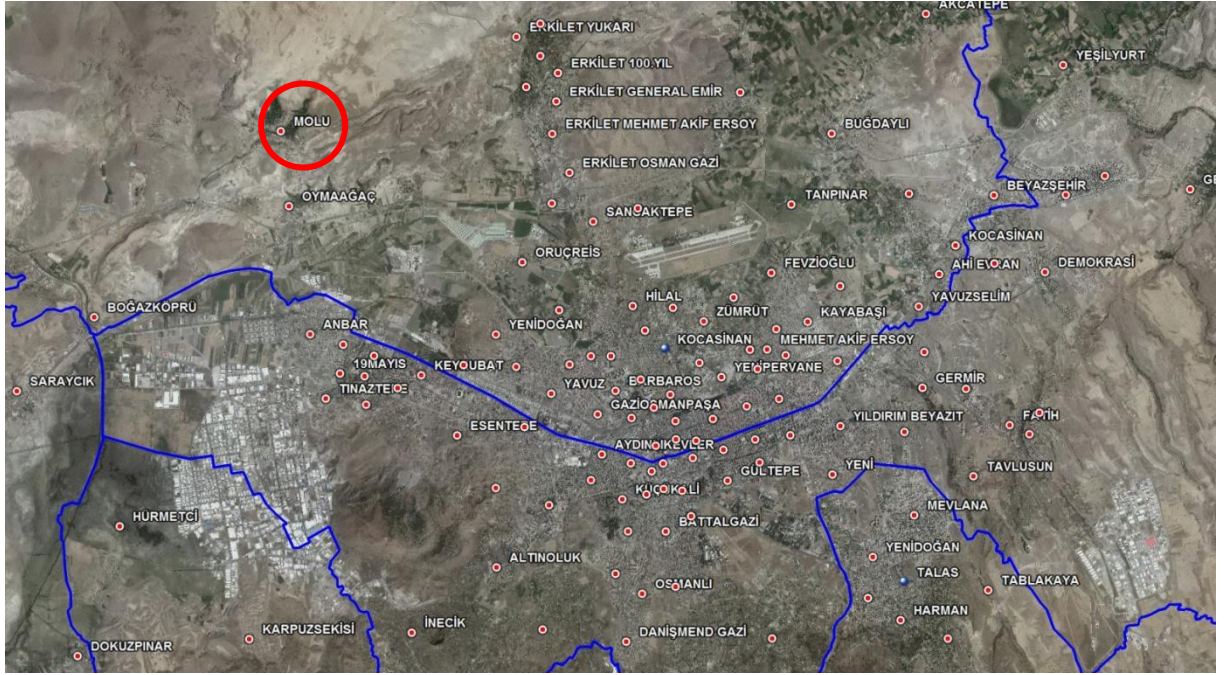 AKCATEPE
ERKİLET YUKARI
YEŞİLYURT
ERKİLET 100.YIL
ERKİLET GENERAL EMİR
MOLU
ERKİLET MEHMET AKİF ERSOY
BUĞDAYLI
ERKİLET OSMAN GAZİ
OYMAAĞAÇ
TANPINAR
BEYAZŞEHİR
GE
SANCAKTEPE
KOCASİNAN
ORUÇREİS
FEVZİOĞLU
AHİ EVRAN
DEMOKRASİ
BOĞAZKÖPRÜ
HİLAL
ZÜMRÜT
KAYABAŞI
YAVUZSELİM
ANBAR
YENİDOĞAN
KOCASİNAN
MEHMET AKİF ERSOY
19MAYIS
KEYKUBAT
YENİPERVANE
SARAYCIK
TINAZTEPE
YAVUZ
BARBAROS
GERMİR
GAZİOSMANPAŞA
YILDIRIM BEYAZIT
FATİH
ESENTEPE
AYDINLIKEVLER
GÜLTEPE
YENİ
TAVLUSUN
KÜÇÜKALİ
HÜRMETCİ
BATTALGAZİ
MEVLANA
YENİDOĞAN
ALTINOLUK
TALAS
OSMANLI
TABLAKAYA
HARMAN
KARPUZSEKİSİ
İNECİK
DANİŞMEND GAZİ
DOKUZPINAR